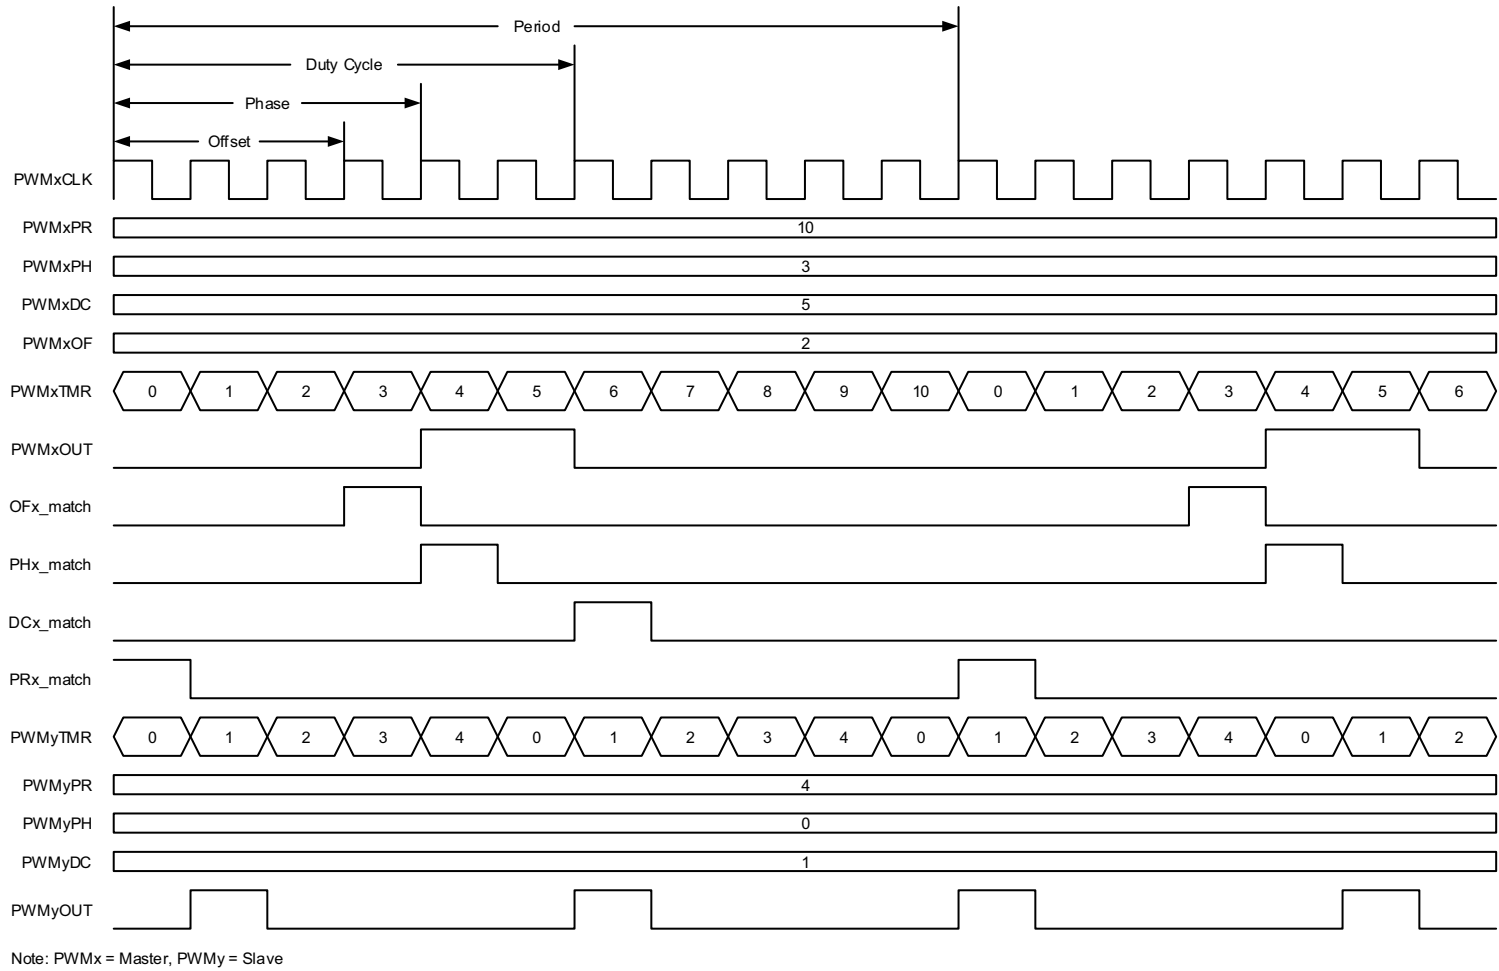 Period
Duty Cycle
Phase
Offset
PWMxCLK
PWMxPR 10
PWMxPH 3
PWMxDC 5
PWMxOF 2
PWMxTMR 0 1 2 3 4 5 6 7 8 9 10 0 1 2 3 4 5 6
PWMxOUT
OFx_match
PHx_match
DCx_match
PRx_match
PWMyTMR 0 1 2 3 4 0 1 2 3 4 0 1 2 3 4 0 1 2
PWMyPR 4
PWMyPH 0
PWMyDC 1
PWMyOUT
Note: PWMx = Master, PWMy = Slave